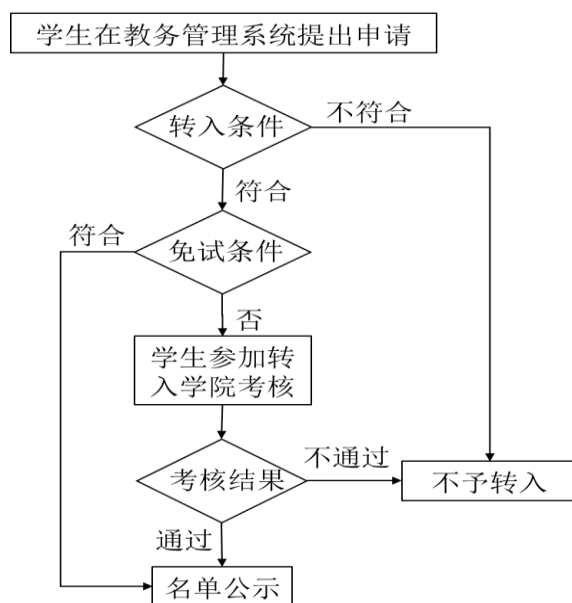 学生在教务管理系统提出申请
转入条件
不符合
符合
符合
免试条件
否
学生参加转
入学院考核
考核结果
不通过
不予转入
通过
名单公示